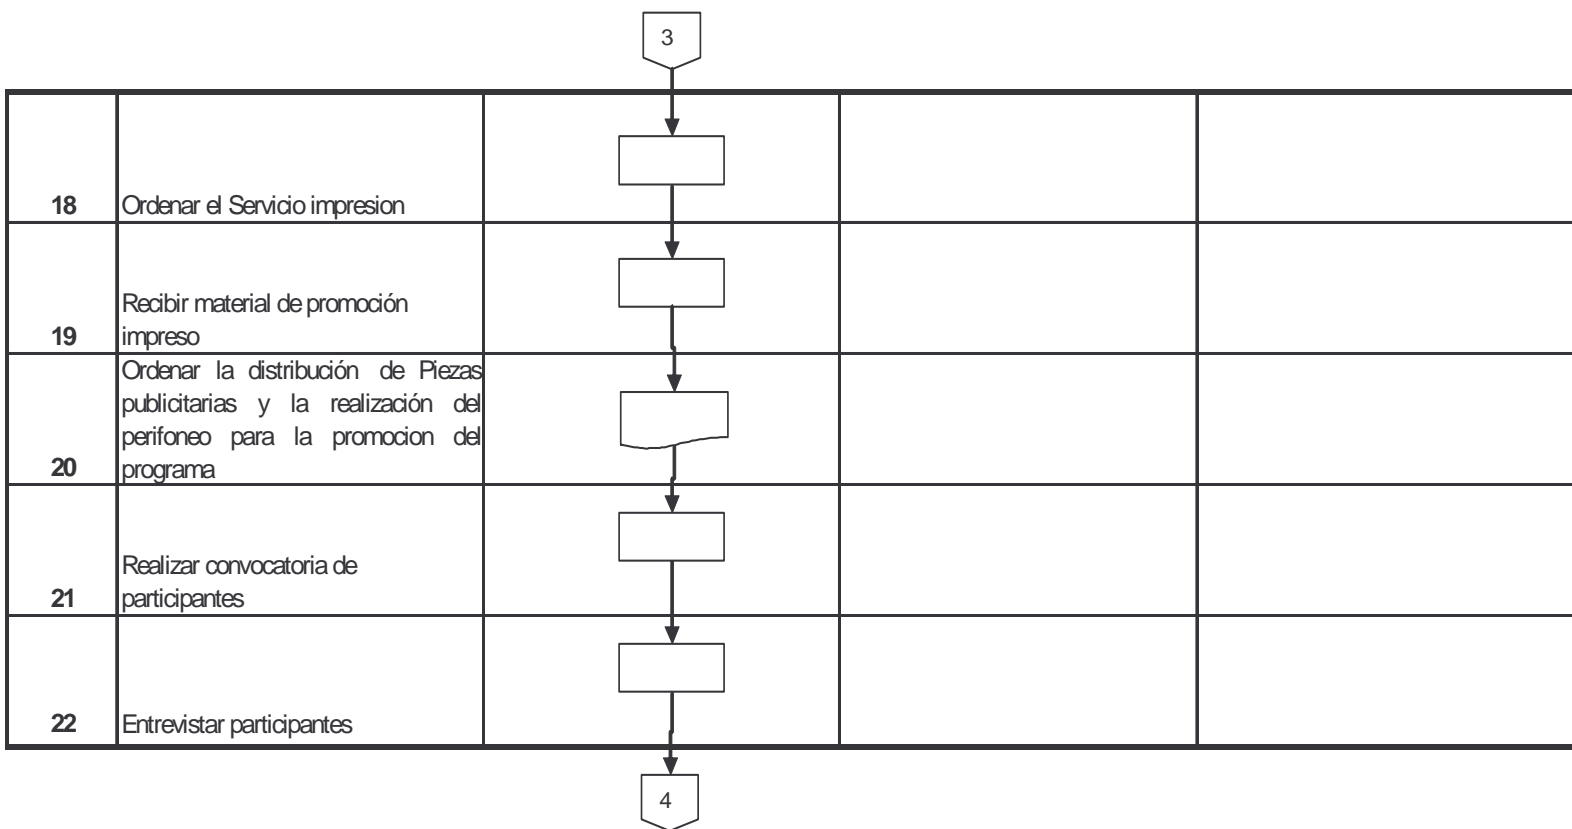 3
18 Ordenar el Servicio impresion
Recibir material de promoción
19 impreso
Ordenar la distribución de Piezas
publicitarias y la realización del
perifoneo para la promocion del
20 programa
Realizar convocatoria de
21 participantes
22 Entrevistar participantes
4